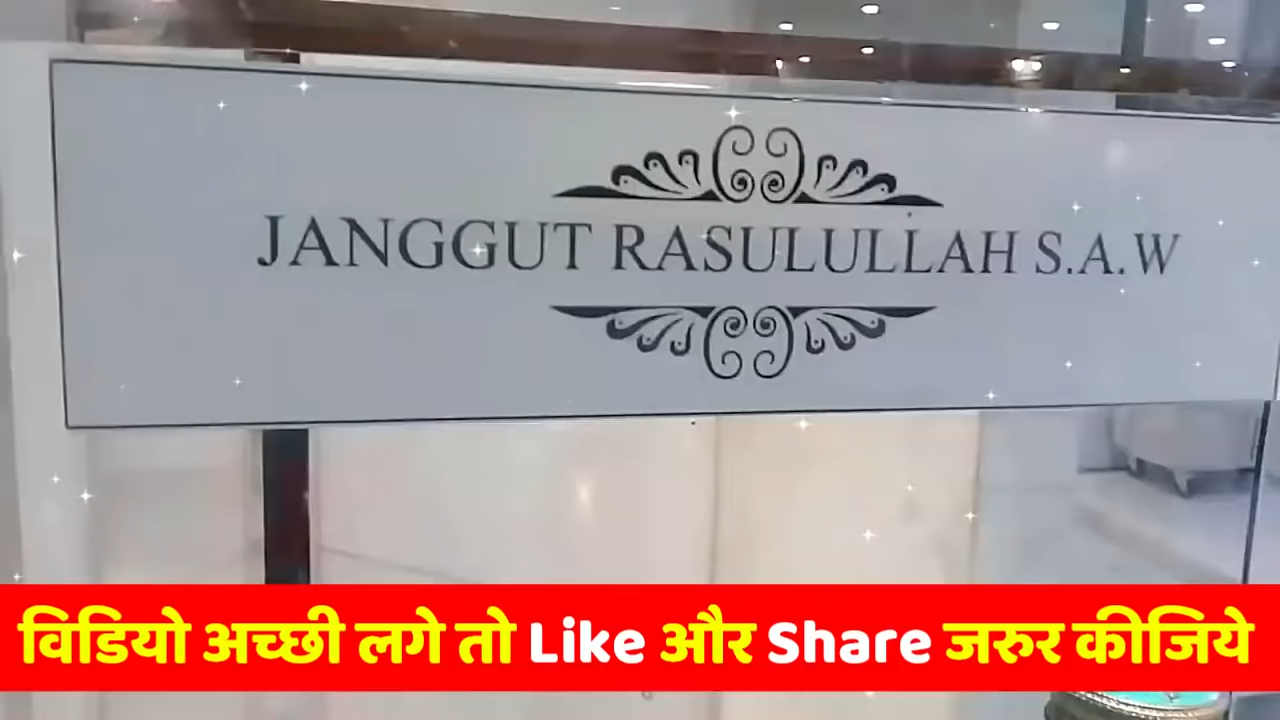 JANGGUT RASULULLAH S.A.W
विडियो अच्छी लगे तो Like और Share जरुर कीजिये